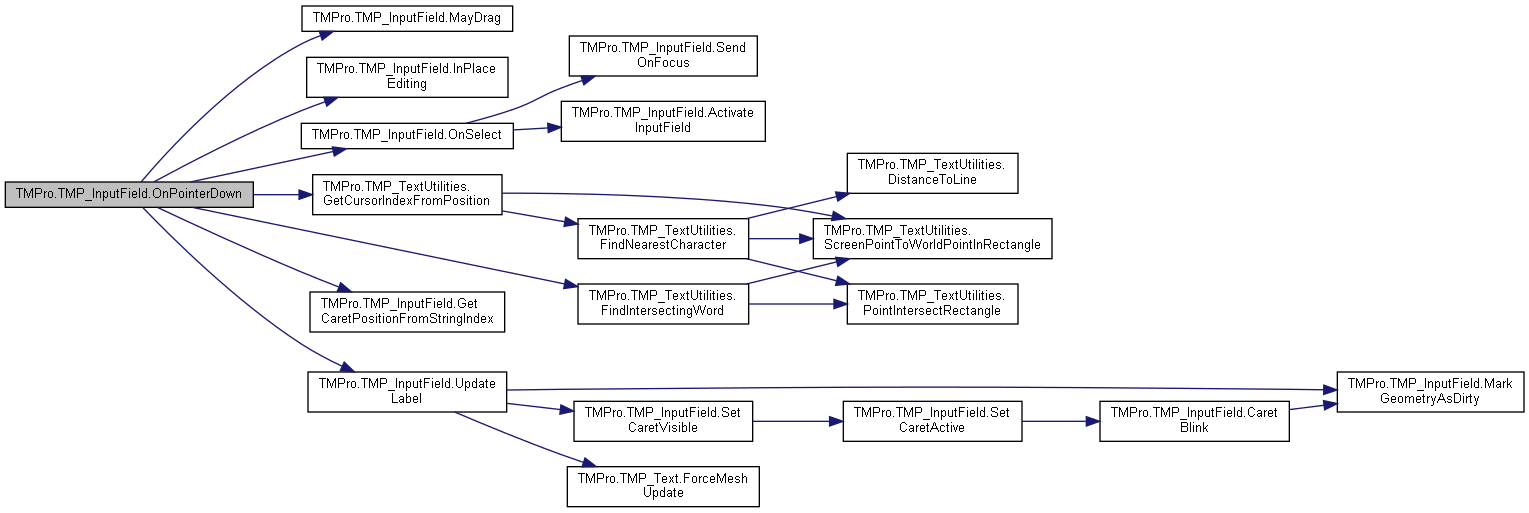 TMPro.TMP_InputField.MayDrag
TMPro.TMP_InputField.Send
OnFocus
TMPro.TMP_InputField.InPlace
Editing
TMPro.TMP_InputField.Activate
InputField
TMPro.TMP_InputField.OnSelect
TMPro.TMP_TextUtilities.
DistanceToLine
TMPro.TMP_InputField.OnPointerDown
TMPro.TMP_TextUtilities.
GetCursorIndexFromPosition
TMPro.TMP_TextUtilities.
FindNearestCharacter
TMPro.TMP_TextUtilities.
ScreenPointToWorldPointInRectangle
TMPro.TMP_InputField.Get
CaretPositionFromStringIndex
TMPro.TMP_TextUtilities.
FindIntersectingWord
TMPro.TMP_TextUtilities.
PointIntersectRectangle
TMPro.TMP_InputField.Update
Label
TMPro.TMP_InputField.Mark
GeometryAsDirty
TMPro.TMP_InputField.Set
CaretVisible
TMPro.TMP_InputField.Set
CaretActive
TMPro.TMP_InputField.Caret
Blink
TMPro.TMP_Text.ForceMesh
Update